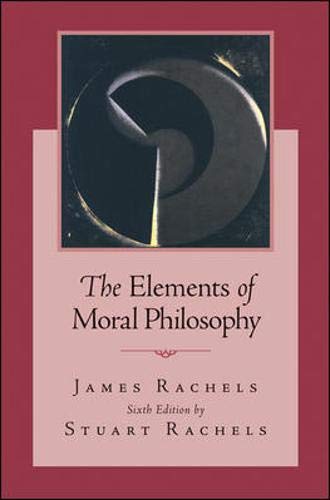 The Elements of
Moral Philosophy
JAMES RACHELS
Sixth Edition by
STUART RACHELS